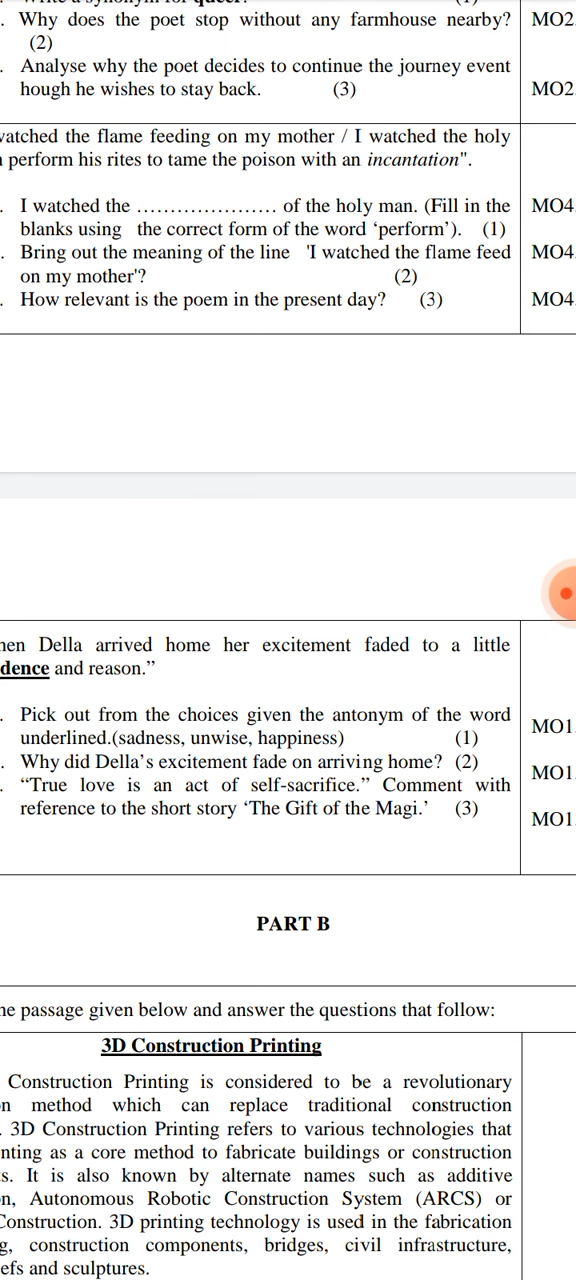 queer. (1)
. Why does the poet stop without any farmhouse nearby? MO2.
(2)
. Analyse why the poet decides to continue the journey event
hough he wishes to stay back. (3) MO2.
watched the flame feeding on my mother / I watched the holy
perform his rites to tame the poison with an incantation".
. I watched the ..................... of the holy man. (Fill in the MO4.
blanks using the correct form of the word ‘perform’). (1)
. Bring out the meaning of the line 'I watched the flame feed MO4.
on my mother'? (2)
. How relevant is the poem in the present day? (3) MO4.
hen Della arrived home her excitement faded to a little
dence and reason.”
. Pick out from the choices given the antonym of the word MO1.
underlined.(sadness, unwise, happiness) (1)
. Why did Della’s excitement fade on arriving home? (2) MO1.
. “True love is an act of self-sacrifice.” Comment with
reference to the short story ‘The Gift of the Magi.’ (3) MO1.
PART B
he passage given below and answer the questions that follow:
3D Construction Printing
Construction Printing is considered to be a revolutionary
n method which can replace traditional construction
. 3D Construction Printing refers to various technologies that
nting as a core method to fabricate buildings or construction
s. It is also known by alternate names such as additive
n, Autonomous Robotic Construction System (ARCS) or
Construction. 3D printing technology is used in the fabrication
g, construction components, bridges, civil infrastructure,
efs and sculptures.